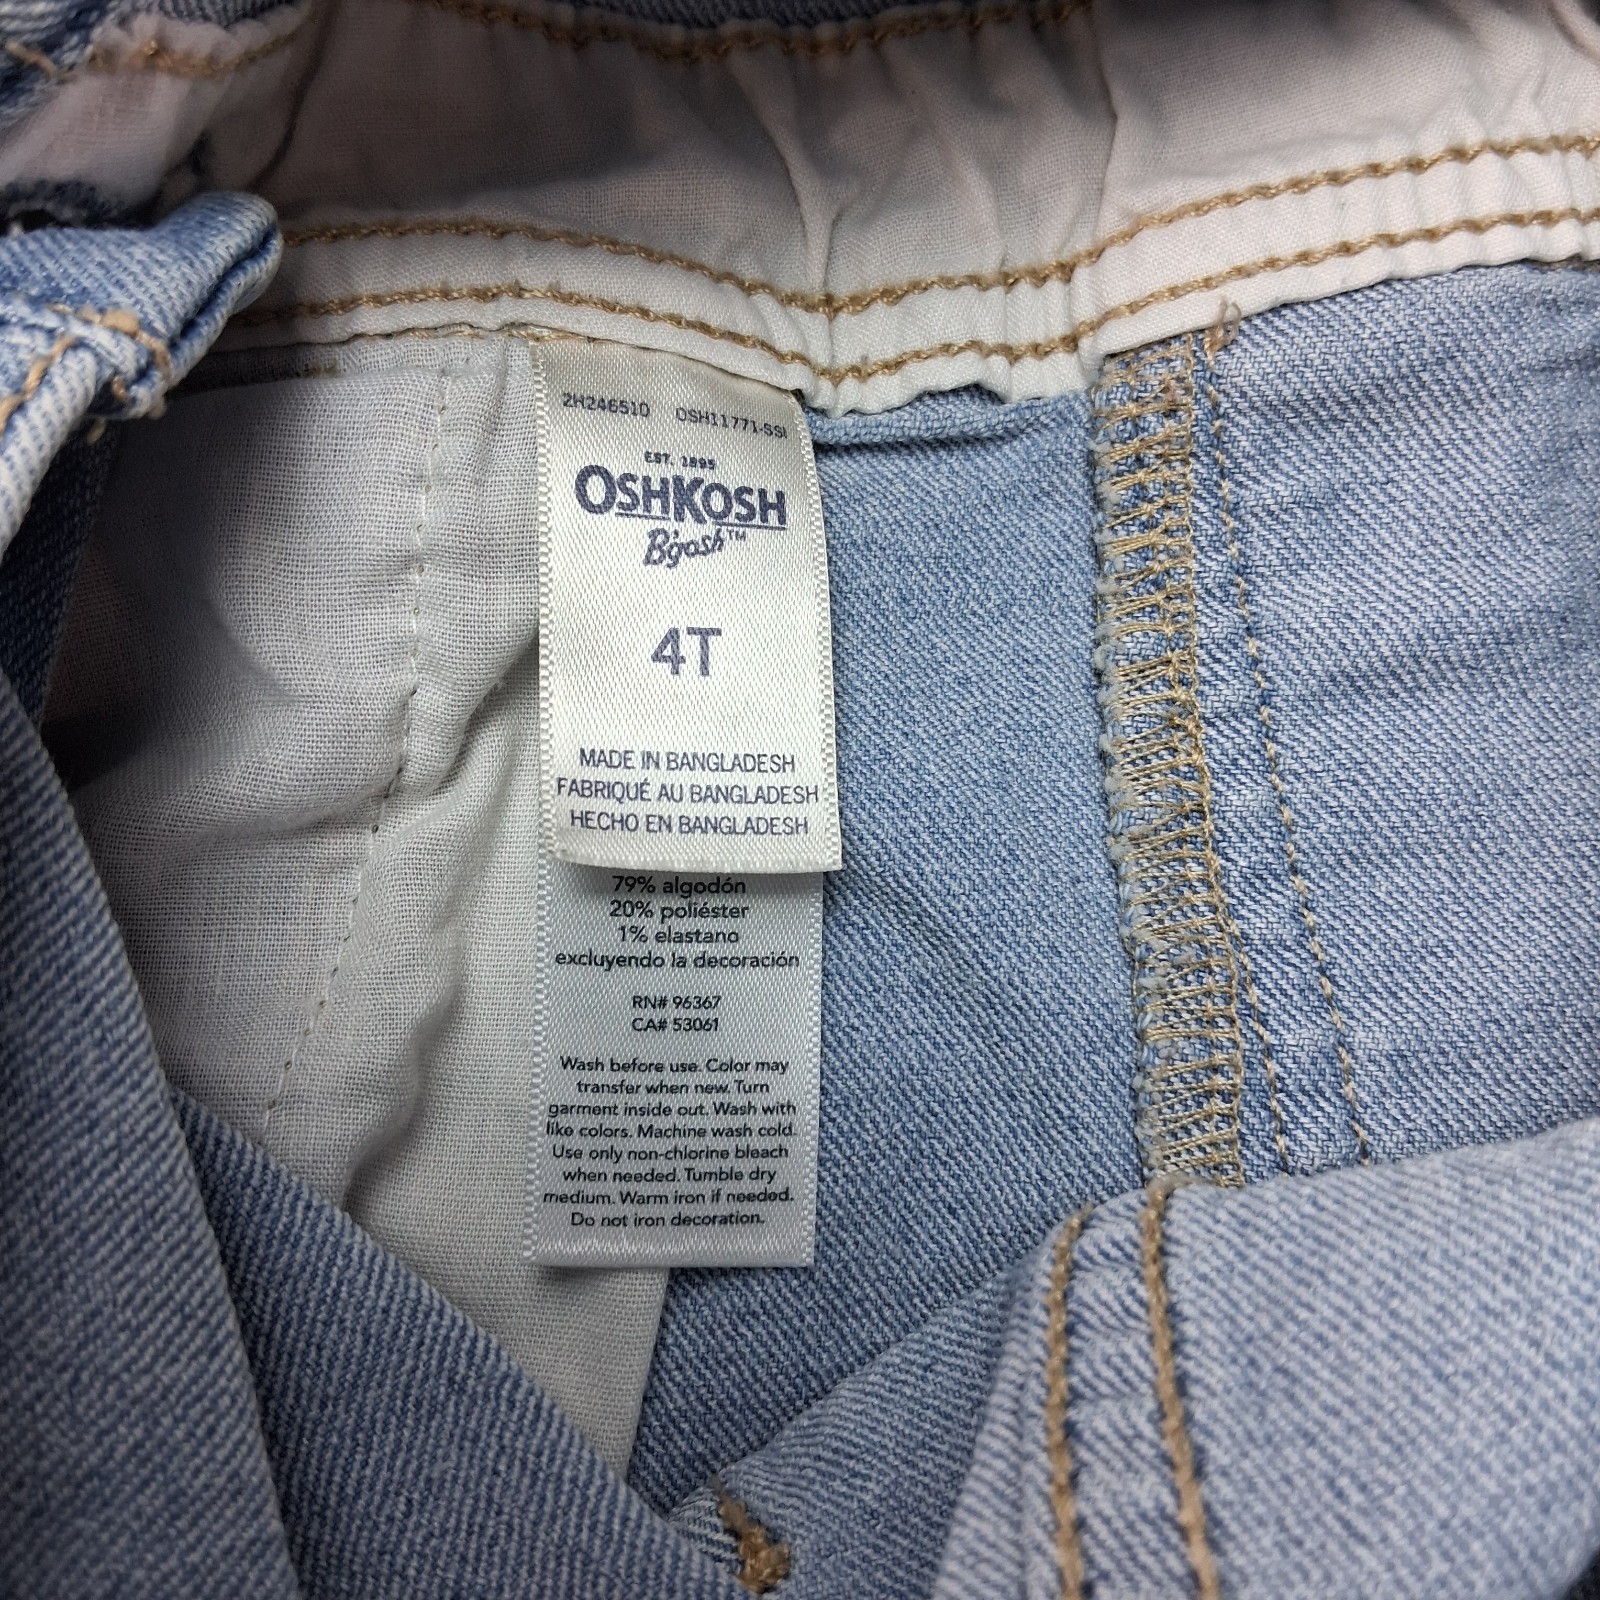 2H246510 OSH11771-SSI
EST. 1895
OSHKOSH
B'gosh™
4T
MADE IN BANGLADESH
FABRIQUÉ AU BANGLADESH
HECHO EN BANGLADESH
79% algodón
20% poliéster
1% elastano
excluyendo la decoración
RN# 96367
CA# 53061
Wash before use. Color may
transfer when new. Turn
garment inside out. Wash with
like colors. Machine wash cold.
Use only non-chlorine bleach
when needed. Tumble dry
medium. Warm iron if needed.
Do not iron decoration.